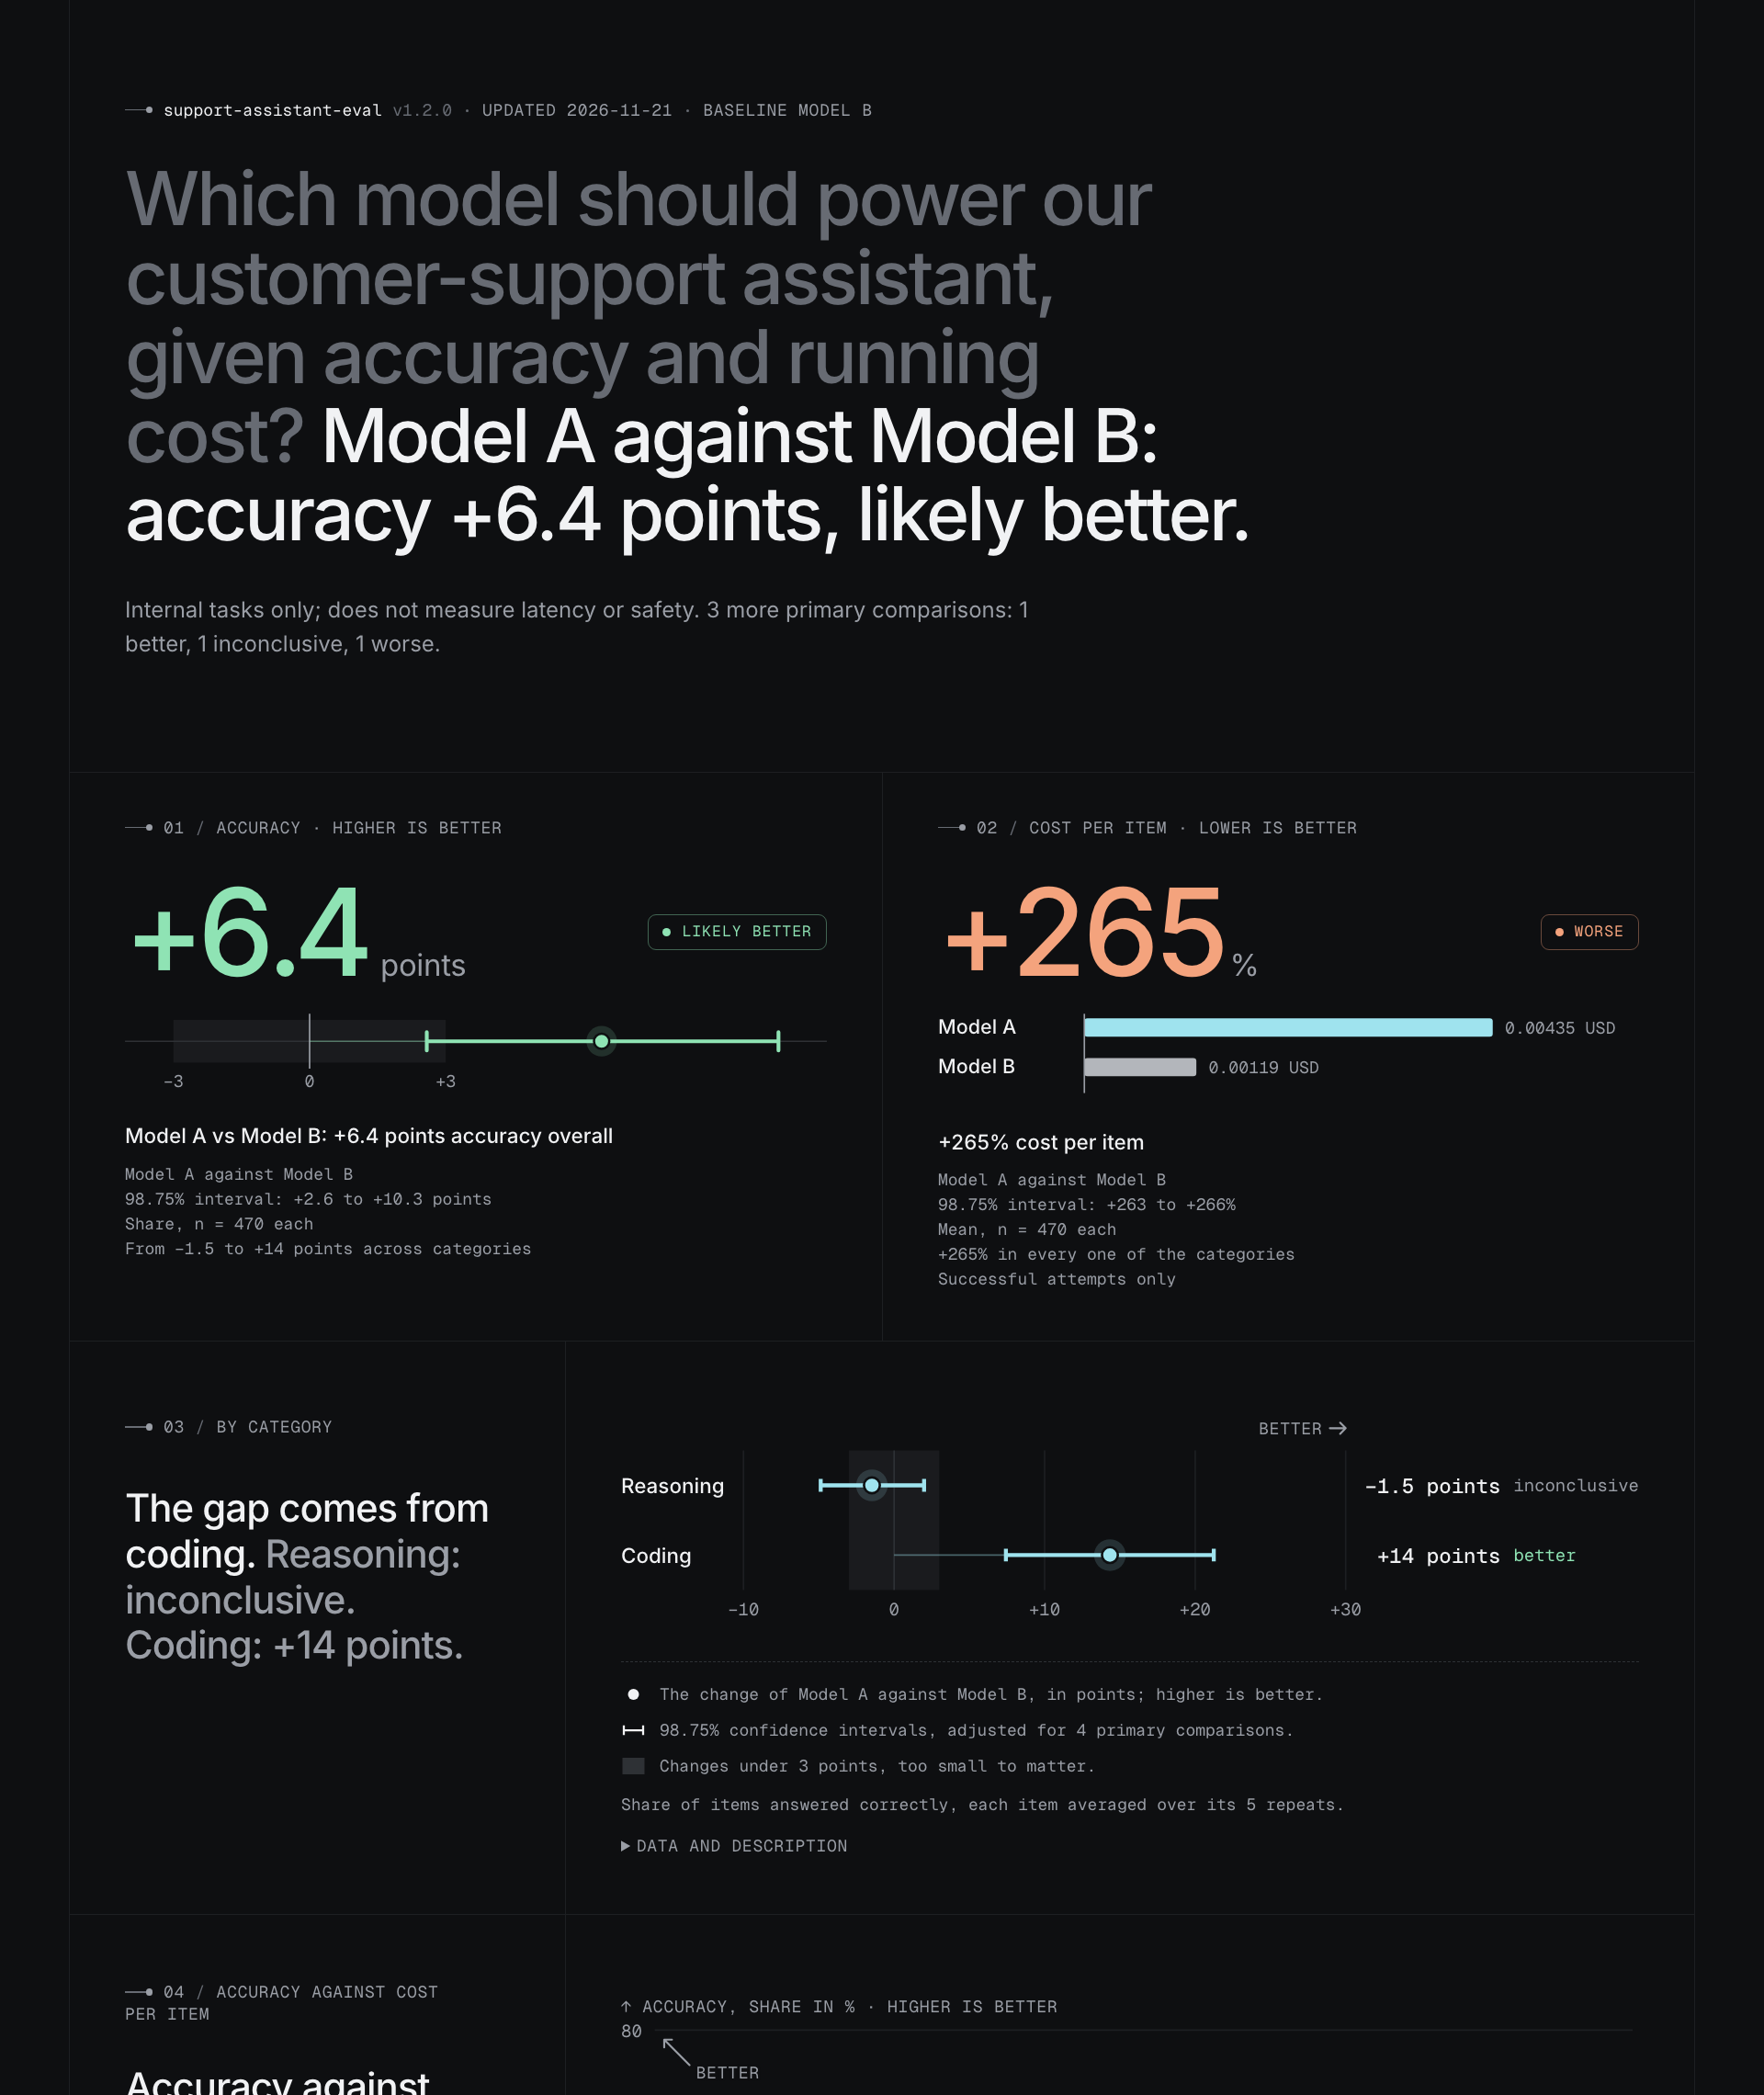 support-assistant-eval v1.2.0 · UPDATED 2026-11-21 · BASELINE MODEL B
Which model should power our
customer-support assistant,
given accuracy and running
cost? Model A against Model B:
accuracy +6.4 points, likely better.
Internal tasks only; does not measure latency or safety. 3 more primary comparisons: 1
better, 1 inconclusive, 1 worse.
01 / ACCURACY · HIGHER IS BETTER
+6.4 points
LIKELY BETTER
−3 0 +3
Model A vs Model B: +6.4 points accuracy overall
Model A against Model B
98.75% interval: +2.6 to +10.3 points
Share, n = 470 each
From −1.5 to +14 points across categories
02 / COST PER ITEM · LOWER IS BETTER
+265 %
WORSE
Model A 0.00435 USD
Model B 0.00119 USD
+265% cost per item
Model A against Model B
98.75% interval: +263 to +266%
Mean, n = 470 each
+265% in every one of the categories
Successful attempts only
03 / BY CATEGORY
The gap comes from
coding. Reasoning:
inconclusive.
Coding: +14 points.
BETTER →
Reasoning −1.5 points inconclusive
Coding +14 points better
−10 0 +10 +20 +30
The change of Model A against Model B, in points; higher is better.
98.75% confidence intervals, adjusted for 4 primary comparisons.
Changes under 3 points, too small to matter.
Share of items answered correctly, each item averaged over its 5 repeats.
▶ DATA AND DESCRIPTION
04 / ACCURACY AGAINST COST
PER ITEM
Accuracy against
↑ ACCURACY, SHARE IN % · HIGHER IS BETTER
80
BETTER